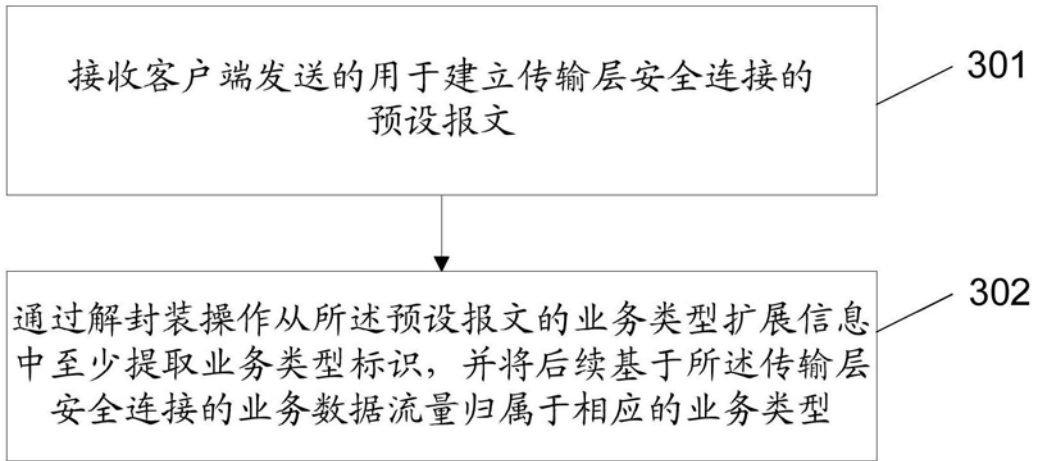 接收客户端发送的用于建立传输层安全连接的
预设报文
301
通过解封装操作从所述预设报文的业务类型扩展信息
中至少提取业务类型标识，并将后续基于所述传输层
安全连接的业务数据流量归属于相应的业务类型
302